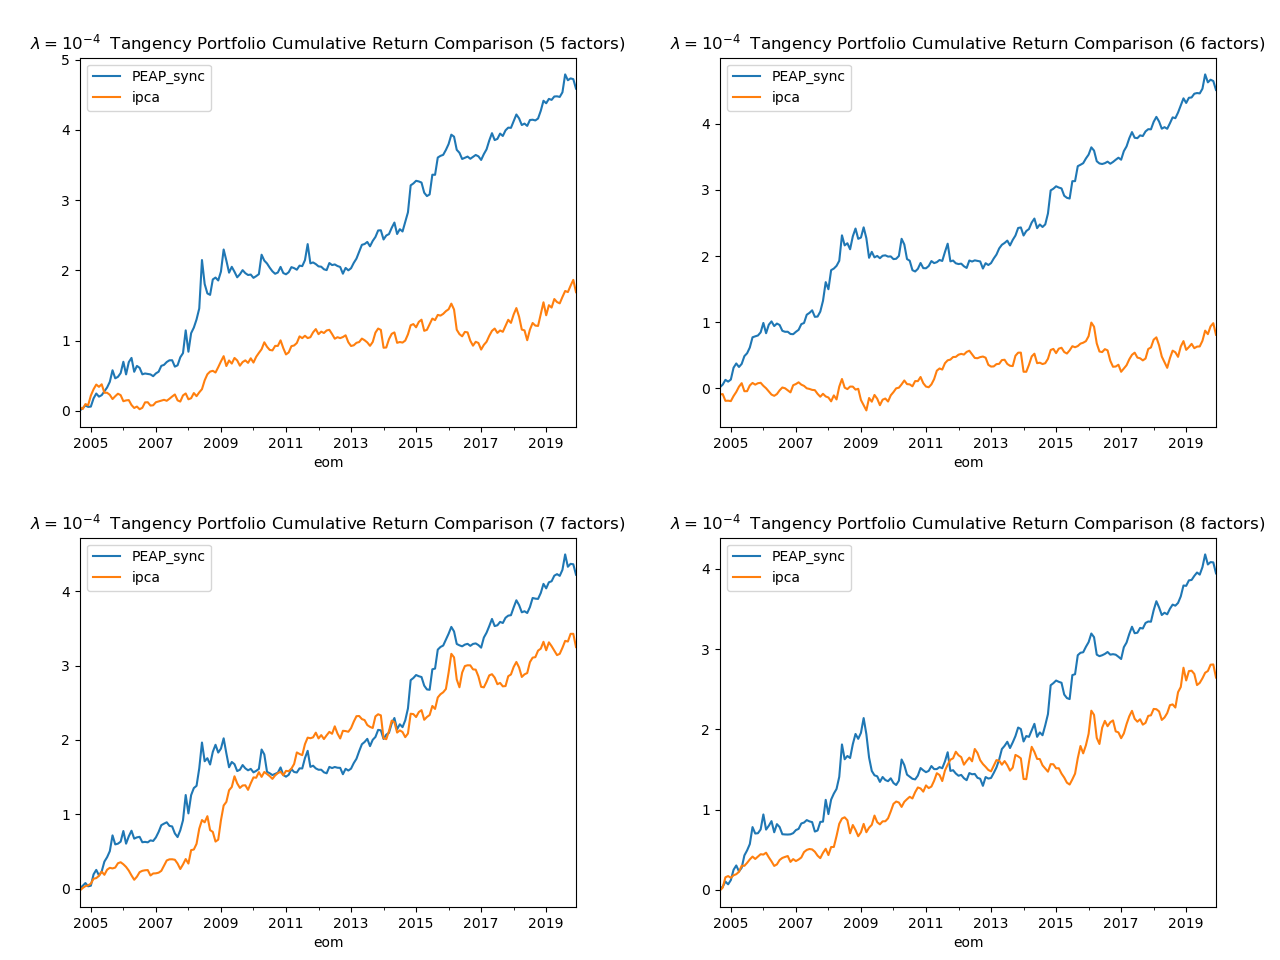 λ = 10⁻⁴ Tangency Portfolio Cumulative Return Comparison (5 factors)
PEAP_sync
ipca
5
4
3
2
1
0
2005 2007 2009 2011 2013 2015 2017 2019
eom
λ = 10⁻⁴ Tangency Portfolio Cumulative Return Comparison (6 factors)
PEAP_sync
ipca
4
3
2
1
0
2005 2007 2009 2011 2013 2015 2017 2019
eom
λ = 10⁻⁴ Tangency Portfolio Cumulative Return Comparison (7 factors)
PEAP_sync
ipca
4
3
2
1
0
2005 2007 2009 2011 2013 2015 2017 2019
eom
λ = 10⁻⁴ Tangency Portfolio Cumulative Return Comparison (8 factors)
PEAP_sync
ipca
4
3
2
1
0
2005 2007 2009 2011 2013 2015 2017 2019
eom